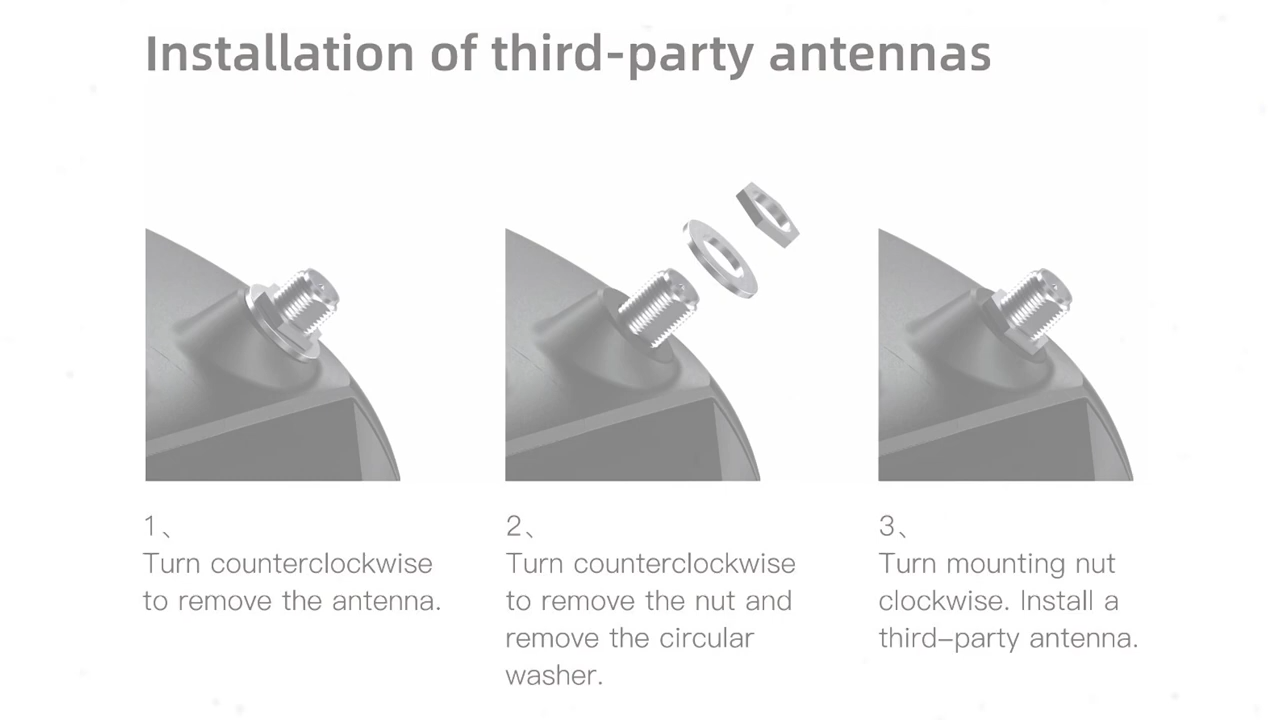 Installation of third-party antennas
1、
Turn counterclockwise
to remove the antenna.
2、
Turn counterclockwise
to remove the nut and
remove the circular
washer.
3、
Turn mounting nut
clockwise. Install a
third-party antenna.